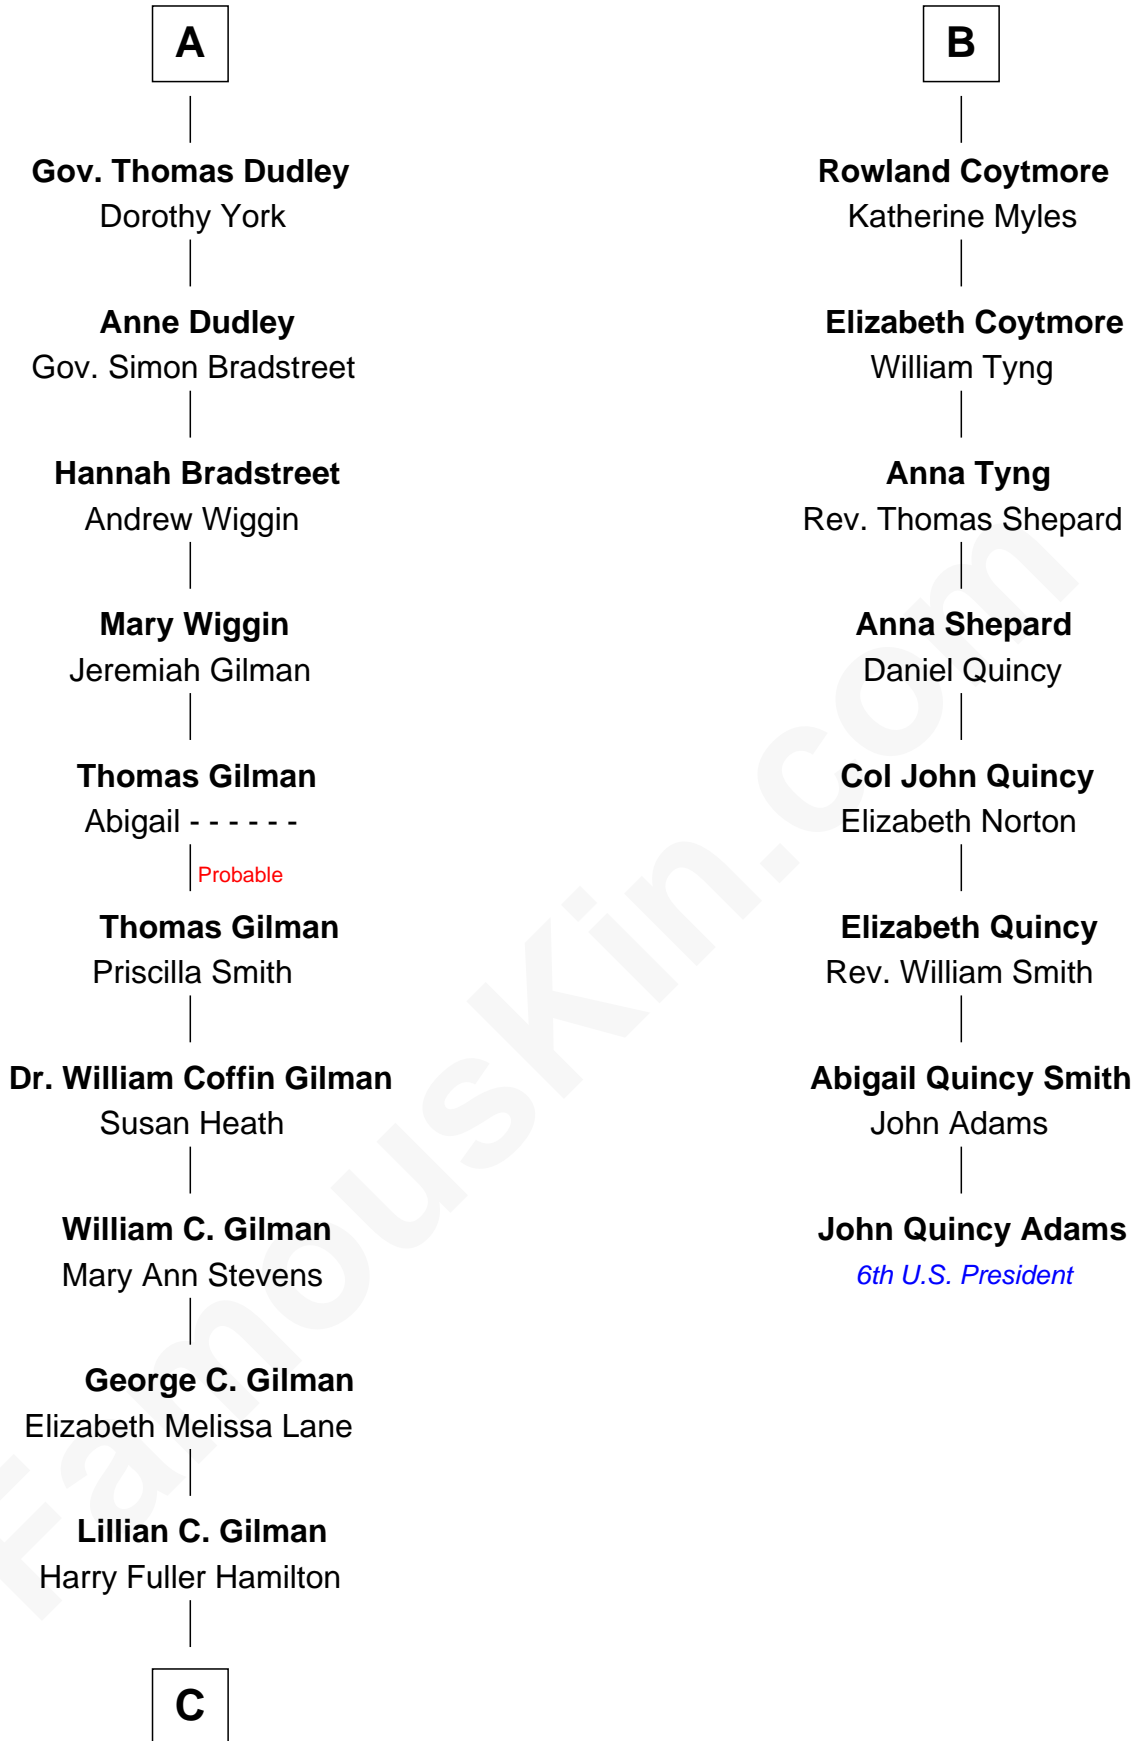 A
Gov. Thomas Dudley
Dorothy York
Anne Dudley
Gov. Simon Bradstreet
Hannah Bradstreet
Andrew Wiggin
Mary Wiggin
Jeremiah Gilman
Thomas Gilman
Abigail - - - - - -
Probable
Thomas Gilman
Priscilla Smith
Dr. William Coffin Gilman
Susan Heath
William C. Gilman
Mary Ann Stevens
George C. Gilman
Elizabeth Melissa Lane
Lillian C. Gilman
Harry Fuller Hamilton
C
B
Rowland Coytmore
Katherine Myles
Elizabeth Coytmore
William Tyng
Anna Tyng
Rev. Thomas Shepard
Anna Shepard
Daniel Quincy
Col John Quincy
Elizabeth Norton
Elizabeth Quincy
Rev. William Smith
Abigail Quincy Smith
John Adams
John Quincy Adams
6th U.S. President
FamousKin.com